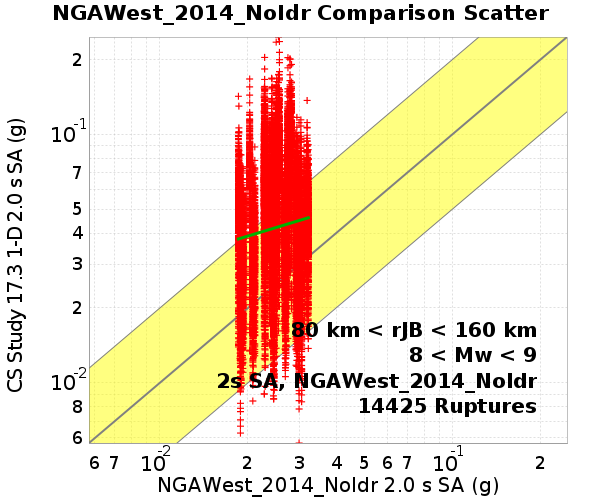 NGAWest_2014_NoIdr Comparison Scatter
CS Study 17.3 1-D 2.0 s SA (g)
2
10-1
7
5
4
3
2
10-2
8
6
80 km < rJB < 160 km
8 < Mw < 9
2s SA, NGAWest_2014_NoIdr
14425 Ruptures
6 7 10-2 2 3 4 5 6 7 10-1 2
NGAWest_2014_NoIdr 2.0 s SA (g)